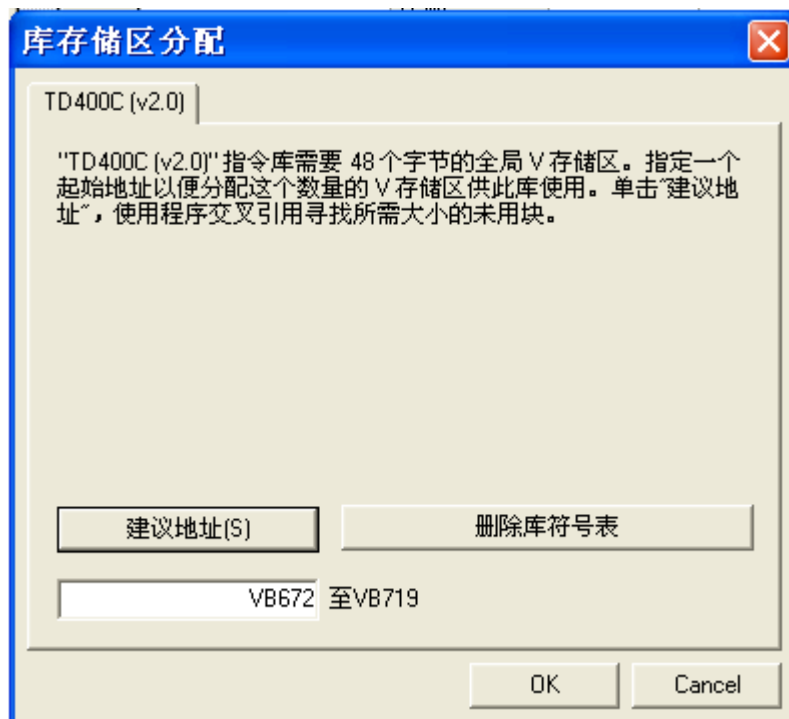 库存储区分配
TD400C (v2.0)
"TD400C (v2.0)"指令库需要 48 个字节的全局 V 存储区。指定一个
起始地址以便分配这个数量的 V 存储区供此库使用。单击"建议地
址",使用程序交叉引用寻找所需大小的未用块。
建议地址(S)
删除库符号表
VB672 至VB719
OK
Cancel